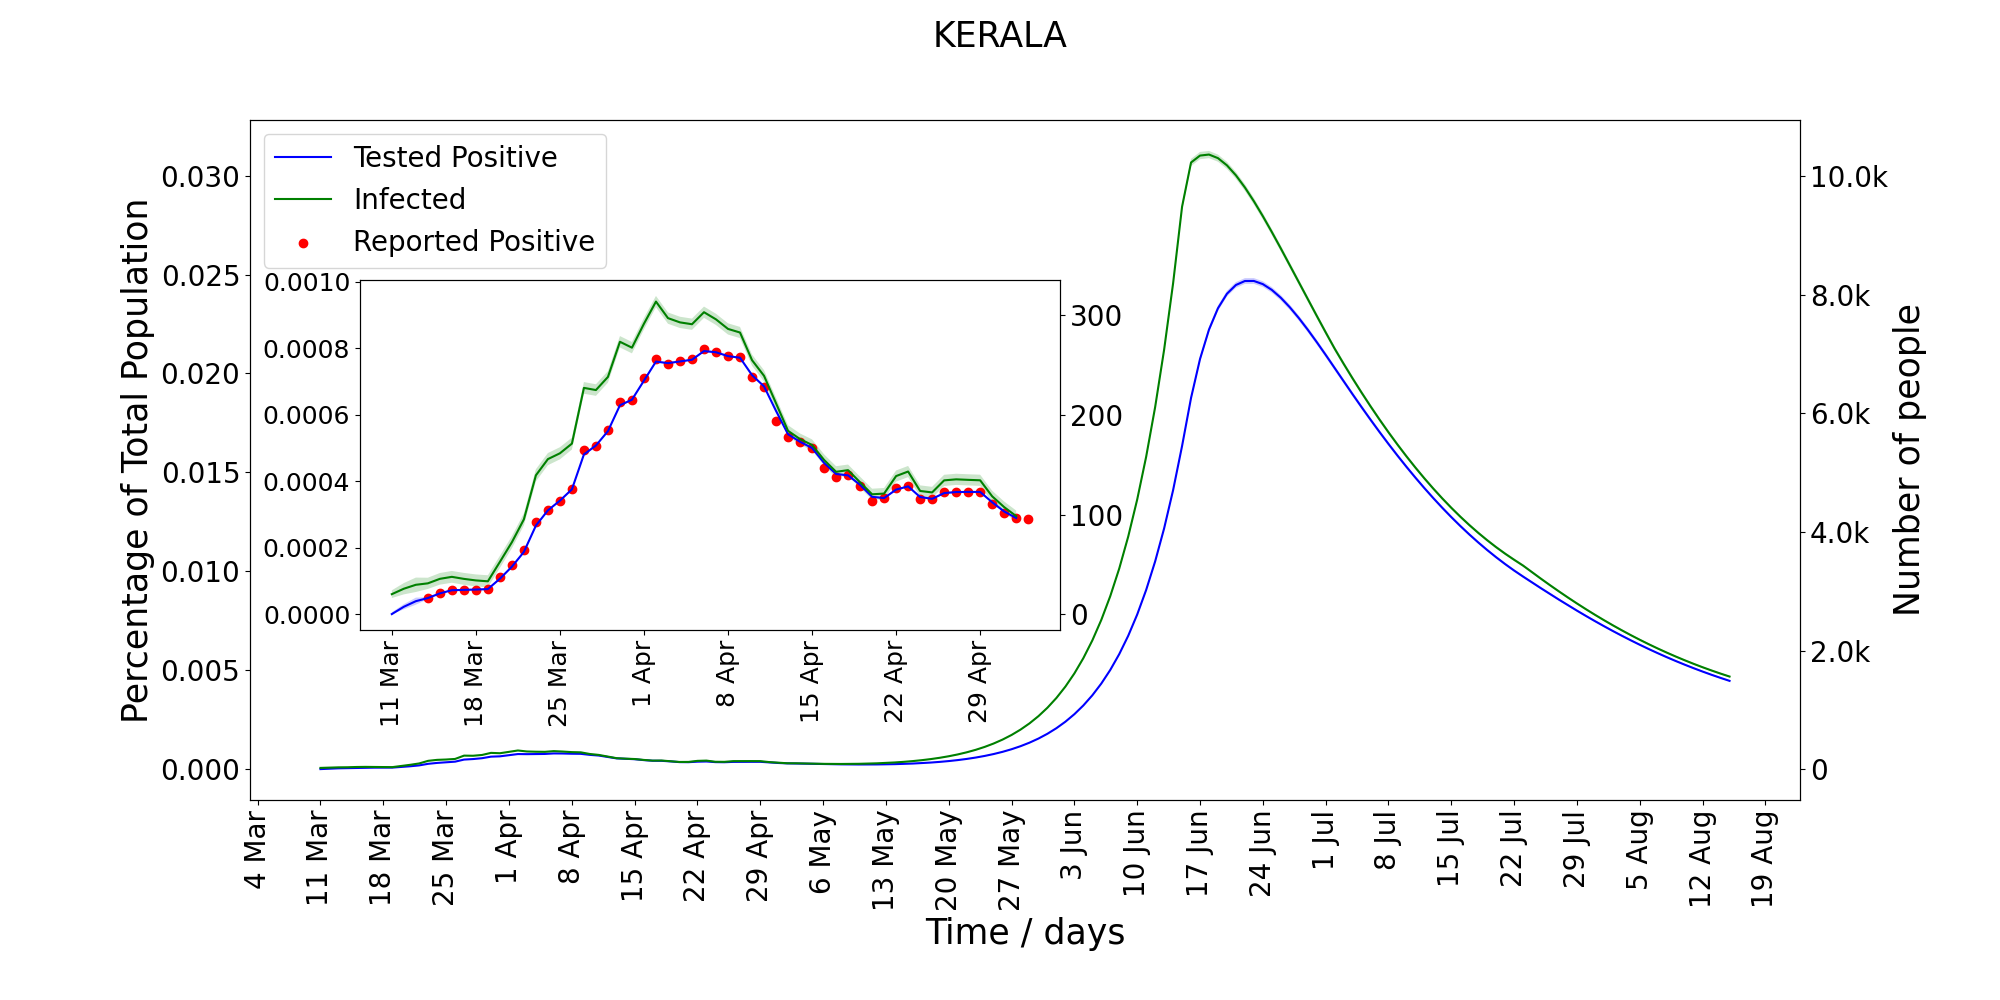 KERALA
Tested Positive
Infected
Reported Positive
Percentage of Total Population
0.030
0.025
0.020
0.015
0.010
0.005
0.000
10.0k
8.0k
6.0k
4.0k
2.0k
0
Number of people
0.0010
0.0008
0.0006
0.0004
0.0002
0.0000
300
200
100
0
11 Mar
18 Mar
25 Mar
1 Apr
8 Apr
15 Apr
22 Apr
29 Apr
4 Mar
11 Mar
18 Mar
25 Mar
1 Apr
8 Apr
15 Apr
22 Apr
29 Apr
6 May
13 May
20 May
27 May
3 Jun
10 Jun
17 Jun
24 Jun
1 Jul
8 Jul
15 Jul
22 Jul
29 Jul
5 Aug
12 Aug
19 Aug
Time / days